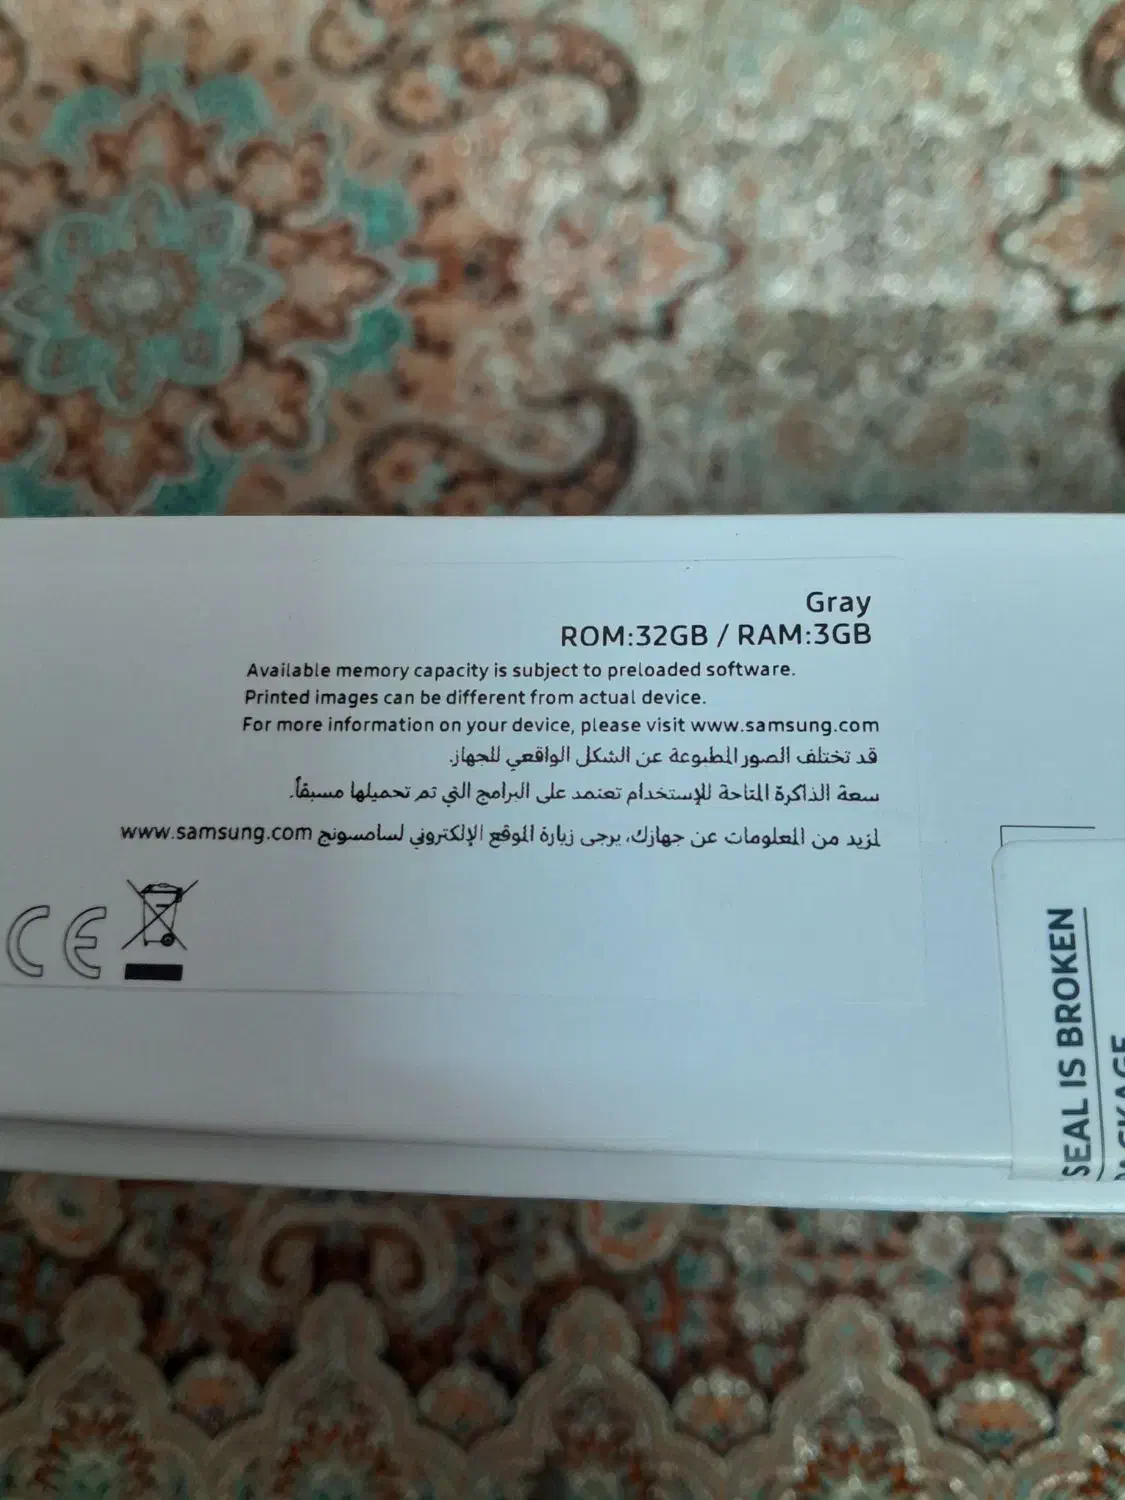 Gray
ROM:32GB / RAM:3GB
Available memory capacity is subject to preloaded software.
Printed images can be different from actual device.
For more information on your device, please visit www.samsung.com
قد تختلف الصور المطبوعة عن الشكل الواقعي للجهاز.
سعة الذاكرة المتاحة للإستخدام تعتمد على البرامج التي تم تحميلها مسبقاً.
لمزيد من المعلومات عن جهازك، يرجى زيارة الموقع الإلكتروني لسامسونج www.samsung.com
CE
SEAL IS BROKEN